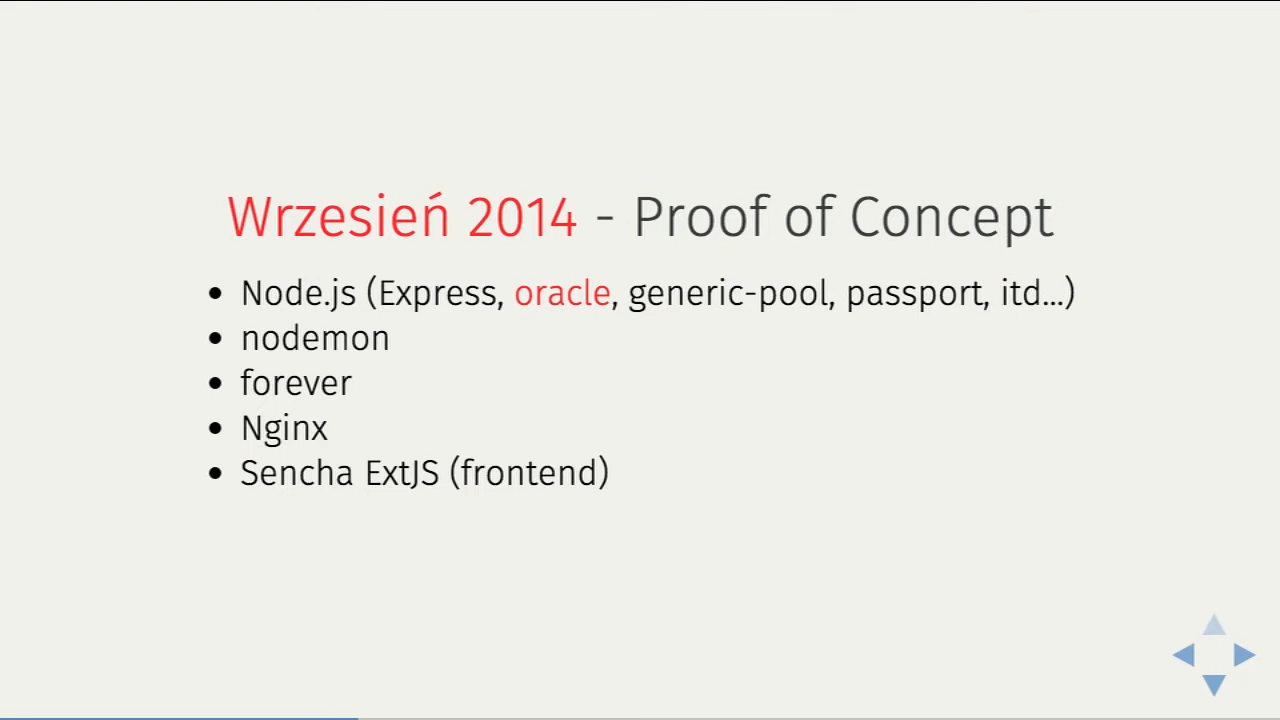 Wrzesień 2014 - Proof of Concept
• Node.js (Express, oracle, generic-pool, passport, itd...)
• nodemon
• forever
• Nginx
• Sencha ExtJS (frontend)